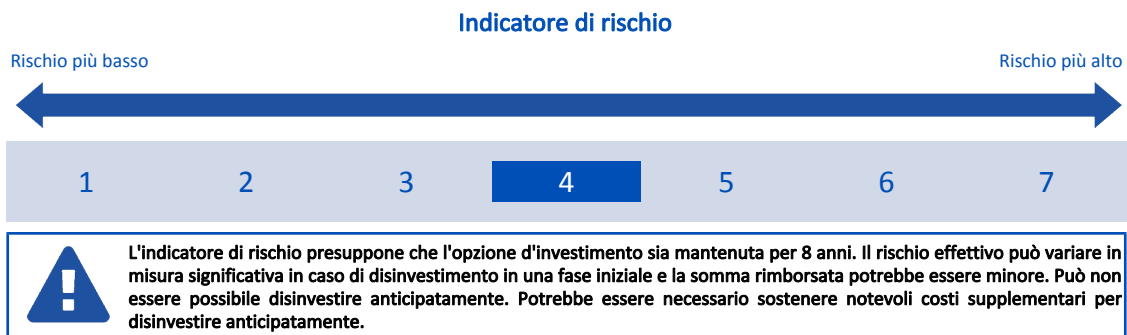 Indicatore di rischio
Rischio più basso
Rischio più alto
1 2 3 4 5 6 7
L'indicatore di rischio presuppone che l'opzione d'investimento sia mantenuta per 8 anni. Il rischio effettivo può variare in
misura significativa in caso di disinvestimento in una fase iniziale e la somma rimborsata potrebbe essere minore. Può non
essere possibile disinvestire anticipatamente. Potrebbe essere necessario sostenere notevoli costi supplementari per
disinvestire anticipatamente.